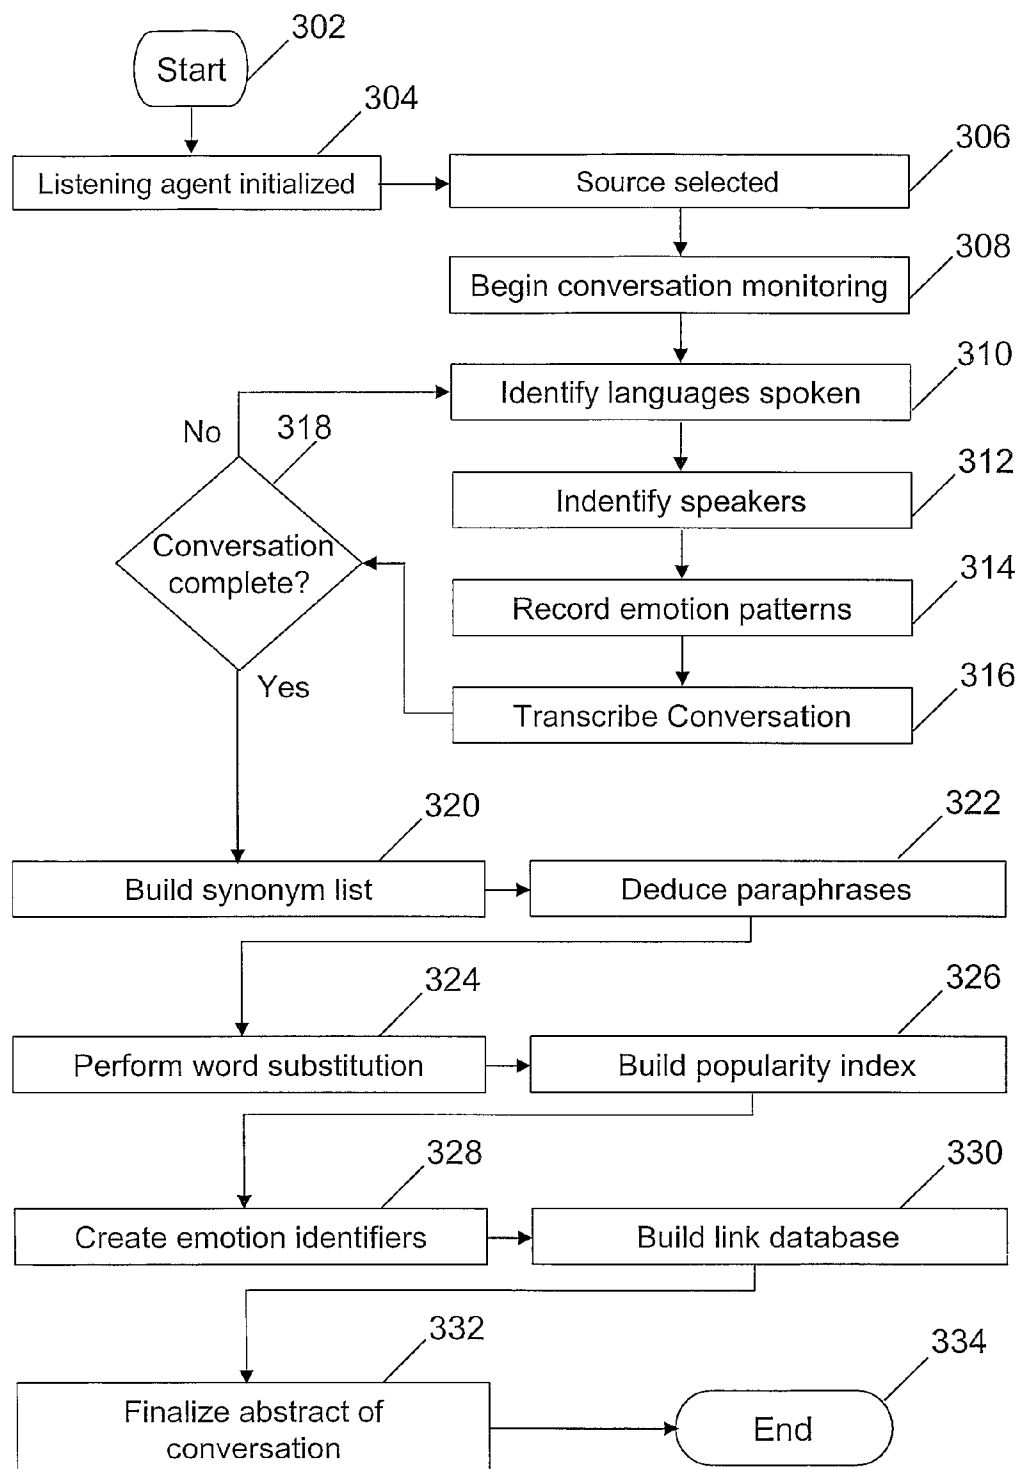 302
Start
304
Listening agent initialized
306
Source selected
308
Begin conversation monitoring
310
Identify languages spoken
No
318
312
Indentify speakers
Conversation
complete?
314
Record emotion patterns
Yes
316
Transcribe Conversation
320
Build synonym list
322
Deduce paraphrases
324
Perform word substitution
326
Build popularity index
328
Create emotion identifiers
330
Build link database
332
Finalize abstract of
conversation
334
End